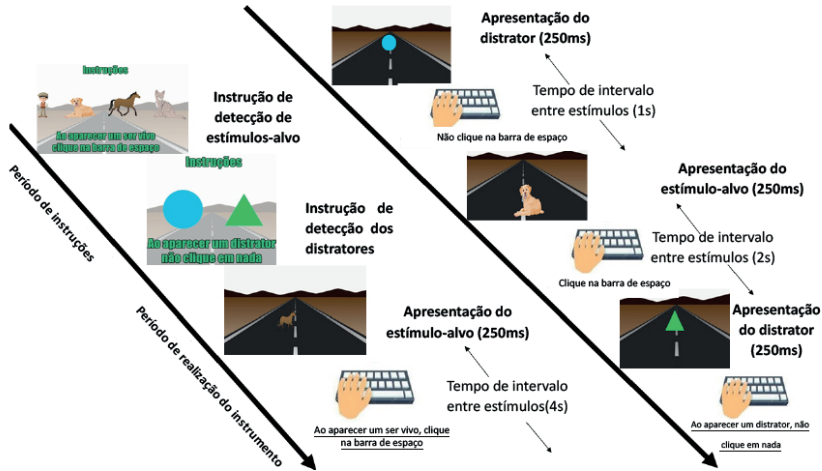 Instruções
Ao aparecer um ser vivo
clique na barra de espaço
Instrução de
detecção de
estímulos-alvo
Período de instruções
Instruções
Ao aparecer um distrator
não clique em nada
Instrução de
detecção dos
distratores
Período de realização do instrumento
Apresentação do
estímulo-alvo (250ms)
Tempo de intervalo
entre estímulos(4s)
Ao aparecer um ser vivo, clique
na barra de espaço
Apresentação do
distrator (250ms)
Tempo de intervalo
entre estímulos (1s)
Não clique na barra de espaço
Apresentação do
estímulo-alvo (250ms)
Tempo de intervalo
entre estímulos (2s)
Clique na barra de espaço
Apresentação
do distrator
(250ms)
Ao aparecer um distrator, não
clique em nada